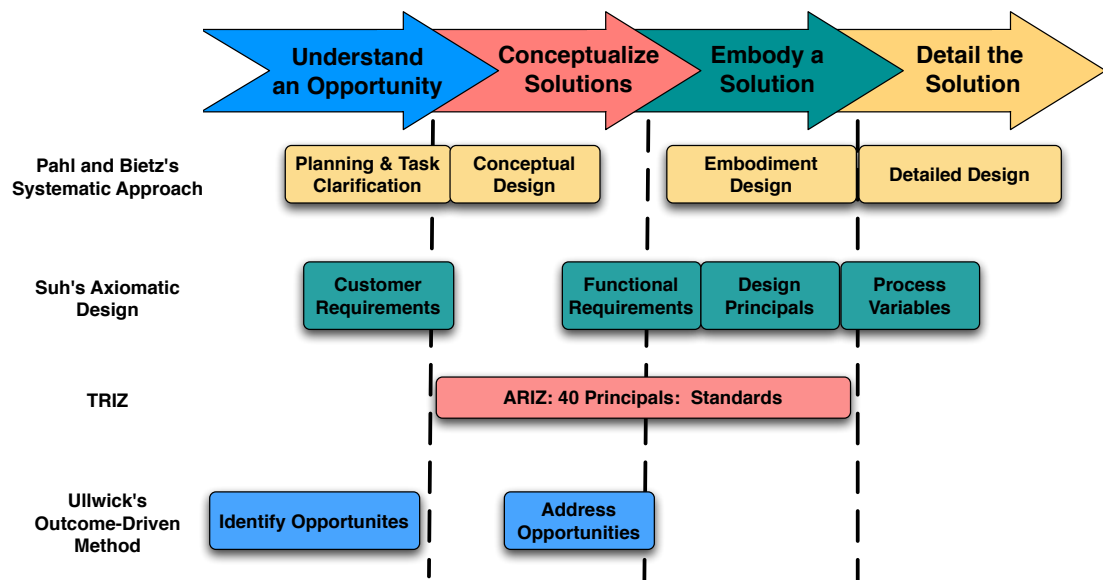 Understand
an Opportunity
Conceptualize
Solutions
Embody a
Solution
Detail the
Solution
Pahl and Bietz's
Systematic Approach
Planning & Task
Clarification
Conceptual
Design
Embodiment
Design
Detailed Design
Suh's Axiomatic
Design
Customer
Requirements
Functional
Requirements
Design
Principals
Process
Variables
TRIZ
ARIZ: 40 Principals: Standards
Ullwick's
Outcome-Driven
Method
Identify Opportunites
Address
Opportunities